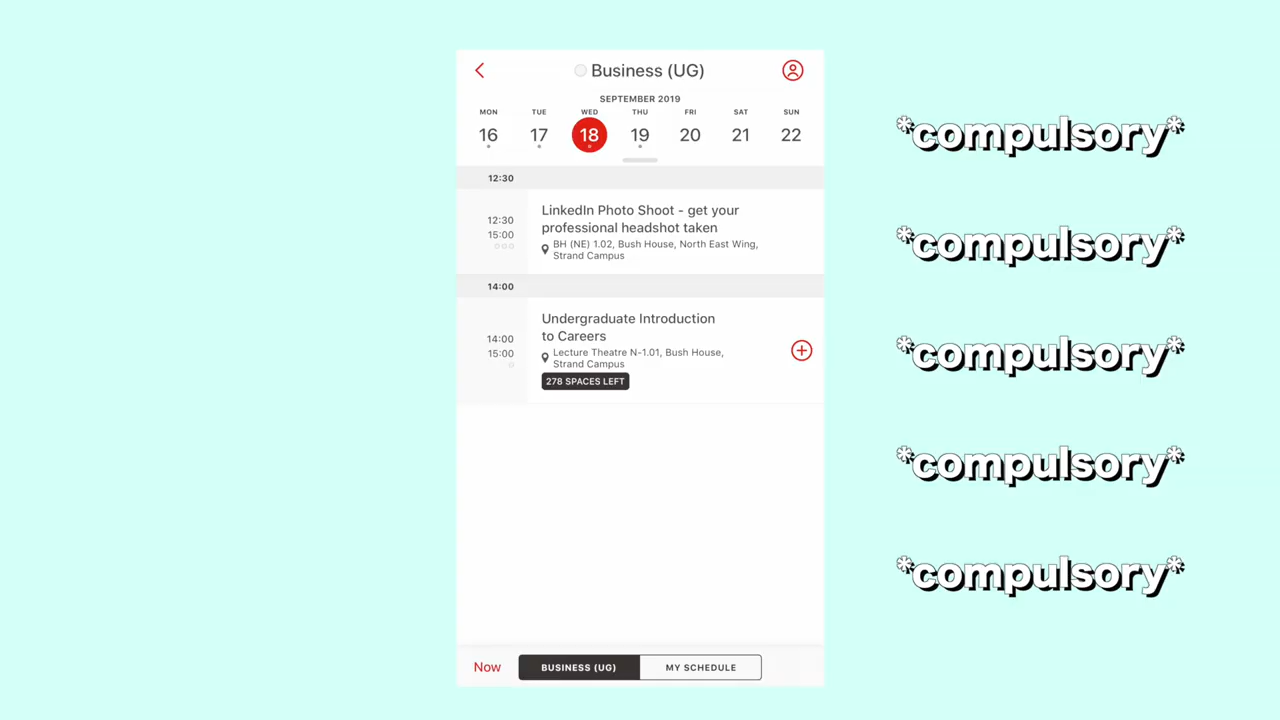 Business (UG)
SEPTEMBER 2019
MON TUE WED THU FRI SAT SUN
16 17 18 19 20 21 22
12:30
12:30
15:00
LinkedIn Photo Shoot - get your
professional headshot taken
BH (NE) 1.02, Bush House, North East Wing,
Strand Campus
14:00
14:00
15:00
Undergraduate Introduction
to Careers
Lecture Theatre N-1.01, Bush House,
Strand Campus
278 SPACES LEFT
Now
BUSINESS (UG)
MY SCHEDULE
*compulsory*
*compulsory*
*compulsory*
*compulsory*
*compulsory*